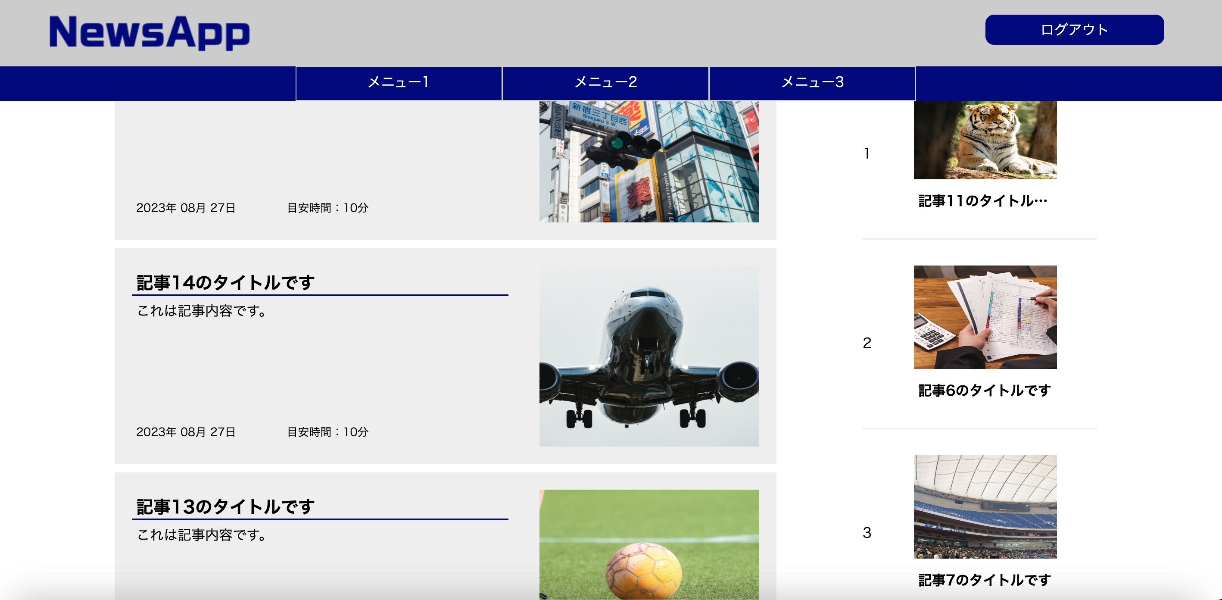 NewsApp
ログアウト
メニュー1
メニュー2
メニュー3
新宿三丁目西
2023年 08月 27日
目安時間：10分
記事14のタイトルです
これは記事内容です。
2023年 08月 27日
目安時間：10分
記事13のタイトルです
これは記事内容です。
1
記事11のタイトル…
2
記事6のタイトルです
3
記事7のタイトルです